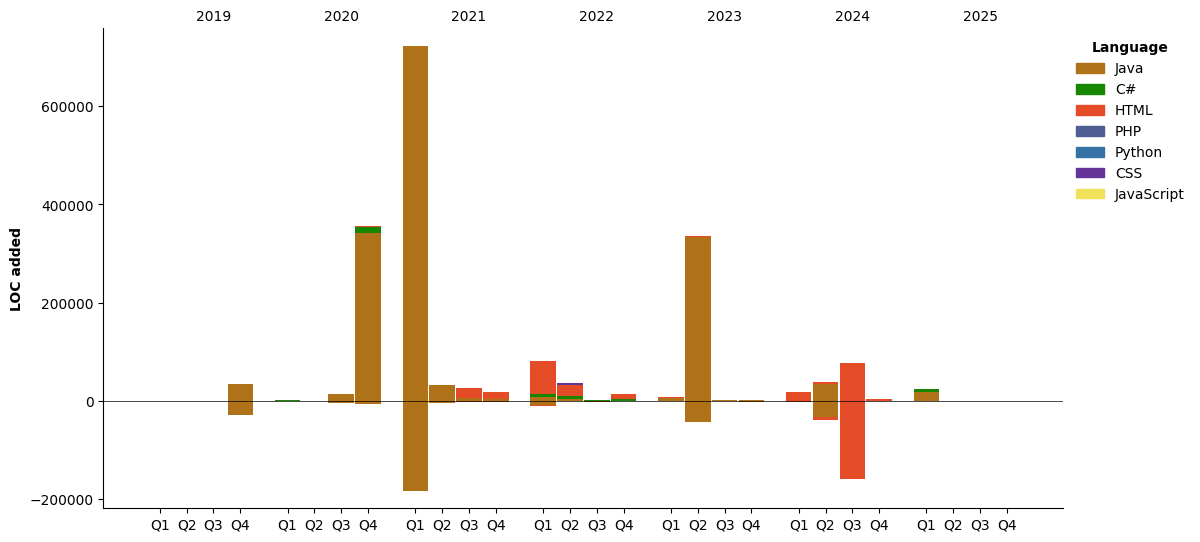 2019 2020 2021 2022 2023 2024 2025
LOC added
600000
400000
200000
0
−200000
Q1 Q2 Q3 Q4 Q1 Q2 Q3 Q4 Q1 Q2 Q3 Q4 Q1 Q2 Q3 Q4 Q1 Q2 Q3 Q4 Q1 Q2 Q3 Q4 Q1 Q2 Q3 Q4
Language
Java
C#
HTML
PHP
Python
CSS
JavaScript